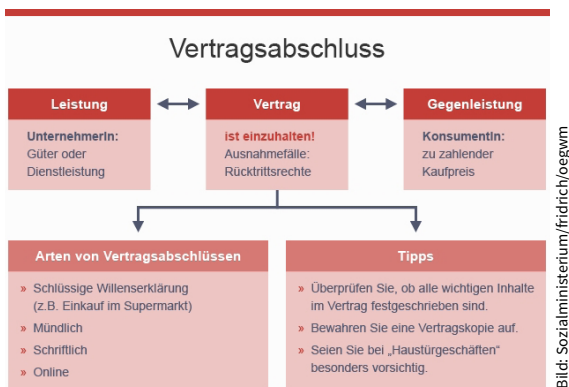 Vertragsabschluss
Leistung
UnternehmerIn:
Güter oder
Dienstleistung
Vertrag
ist einzuhalten!
Ausnahmefälle:
Rücktrittsrechte
Gegenleistung
KonsumentIn:
zu zahlender
Kaufpreis
Arten von Vertragsabschlüssen
» Schlüssige Willenserklärung
(z.B. Einkauf im Supermarkt)
» Mündlich
» Schriftlich
» Online
Tipps
» Überprüfen Sie, ob alle wichtigen Inhalte
im Vertrag festgeschrieben sind.
» Bewahren Sie eine Vertragskopie auf.
» Seien Sie bei „Haustürgeschäften"
besonders vorsichtig.
Bild: Sozialministerium/fridrich/oegwm